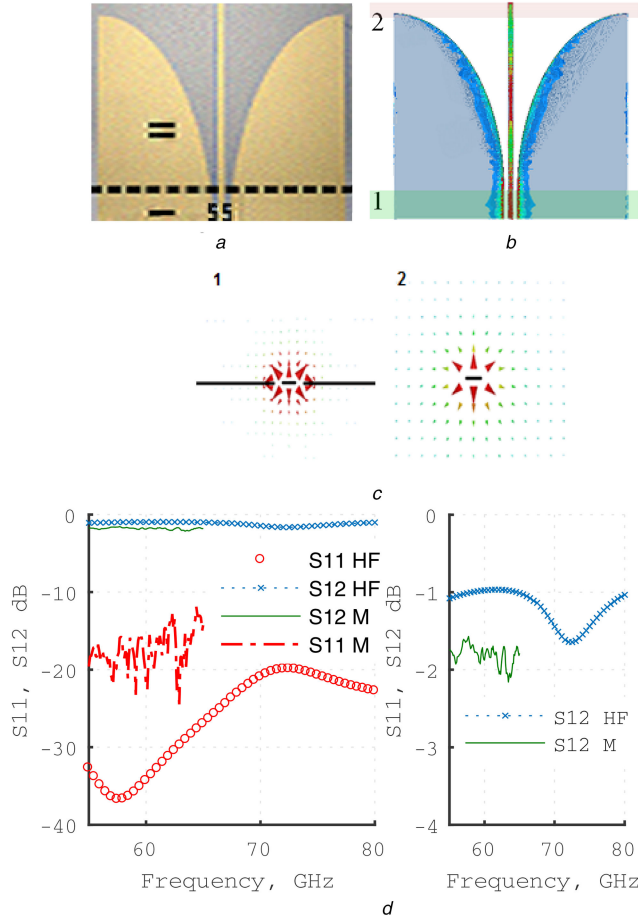 =
-
55
a
2
1
b
1
2
c
0
-10
-20
-30
-40
S11, S12 dB
S11 HF
S12 HF
S12 M
S11 M
60
70
80
Frequency, GHz
0
-1
-2
-3
-4
S11, S12 dB
S12 HF
S12 M
60
70
80
Frequency, GHz
d